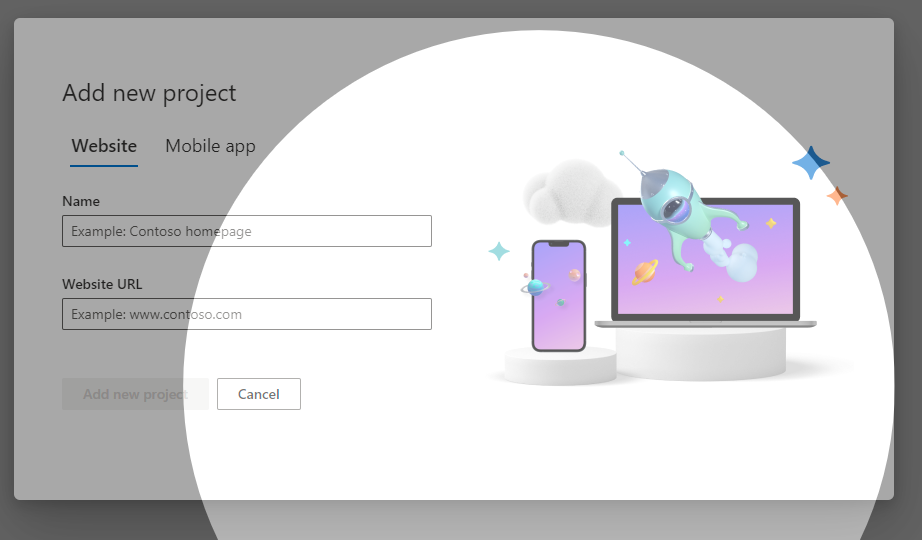 Add new project
Website Mobile app
Name
Example: Contoso homepage
Website URL
Example: www.contoso.com
Add new project Cancel